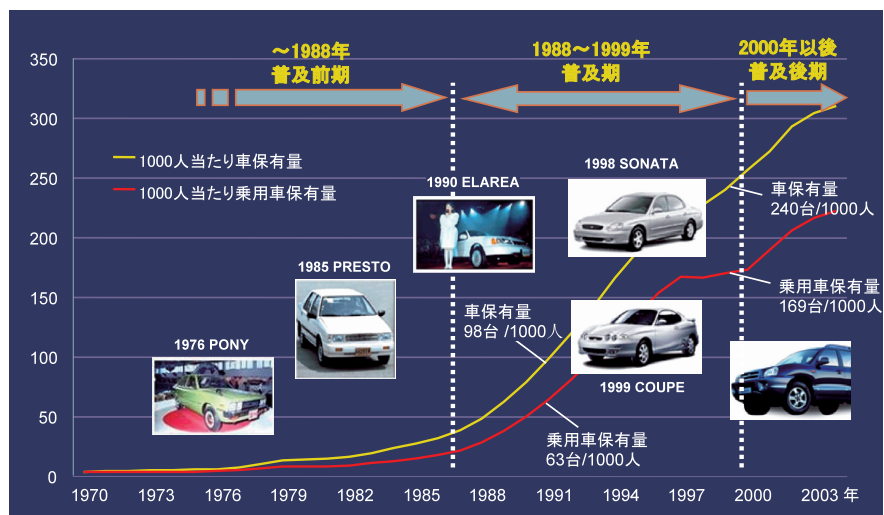 ～1988年
普及前期
1988～1999年
普及期
2000年以後
普及後期
350
300
250
200
150
100
50
0
1000人当たり車保有量
1000人当たり乗用車保有量
1976 PONY
1985 PRESTO
1990 ELAREA
1998 SONATA
1999 COUPE
車保有量
98台 /1000人
乗用車保有量
63台/1000人
車保有量
240台/1000人
乗用車保有量
169台/1000人
1970 1973 1976 1979 1982 1985 1988 1991 1994 1997 2000 2003 年